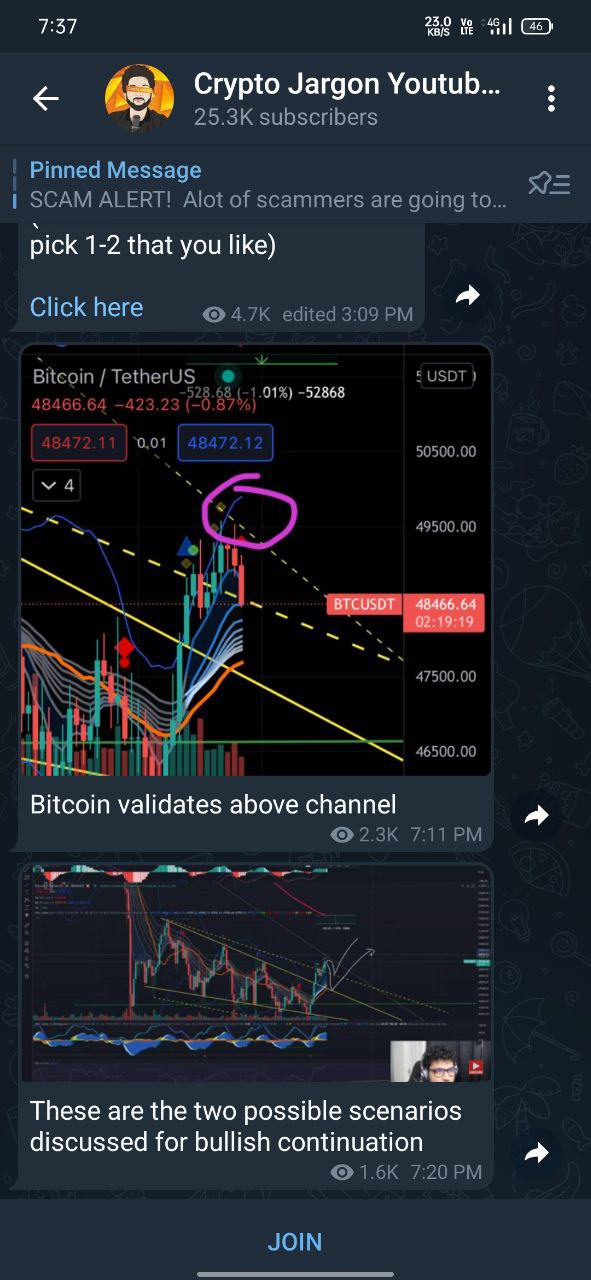 7:37
23.0 KB/S Vo LTE 4G 46
Crypto Jargon Youtub...
25.3K subscribers
Pinned Message
SCAM ALERT! Alot of scammers are going to...
pick 1-2 that you like)
Click here
4.7K edited 3:09 PM
Bitcoin / TetherUS
USDT
−528.68 (−1.01%) −52868
48466.64 −423.23 (−0.87%)
48472.11 0.01 48472.12
50500.00
4
49500.00
BTCUSDT 48466.64
02:19:19
47500.00
46500.00
Bitcoin validates above channel
2.3K 7:11 PM
These are the two possible scenarios
discussed for bullish continuation
1.6K 7:20 PM
JOIN